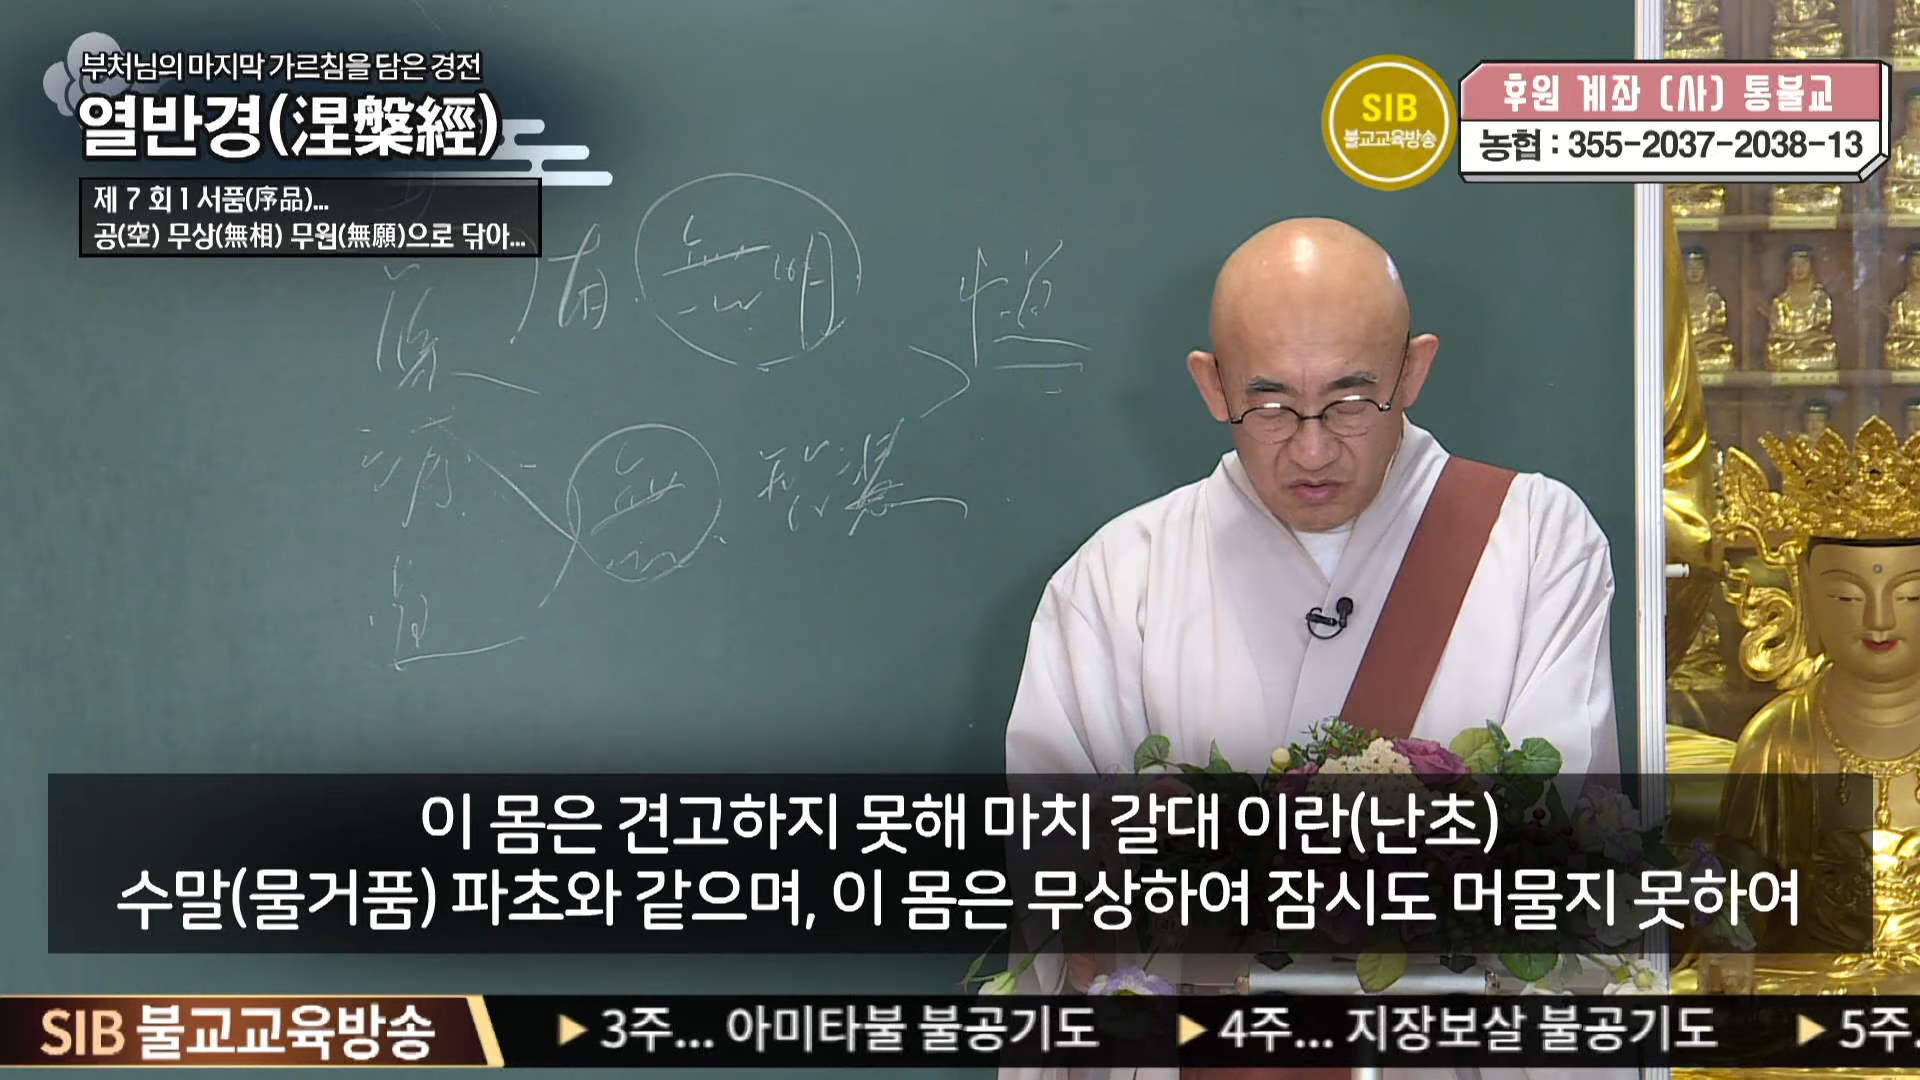 부처님의 마지막 가르침을 담은 경전
열반경(涅槃經)
제 7 회 I 서품(序品)...
공(空) 무상(無相) 무원(無願)으로 닦아...
SIB
불교교육방송
후원 계좌 (사) 통불교
농협 : 355-2037-2038-13
無明
無
智慧
이 몸은 견고하지 못해 마치 갈대 이란(난초)
수말(물거품) 파초와 같으며, 이 몸은 무상하여 잠시도 머물지 못하여
SIB 불교교육방송
3주... 아미타불 불공기도
4주... 지장보살 불공기도
5주.